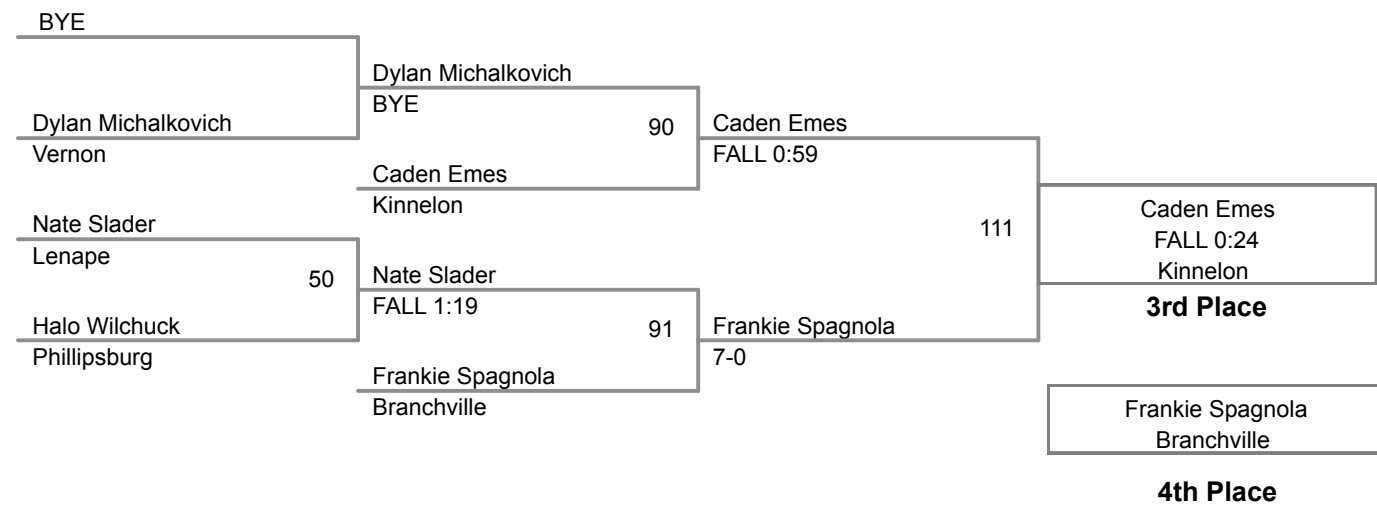 BYE
Dylan Michalkovich
BYE
Dylan Michalkovich
90
Caden Emes
Vernon
FALL 0:59
Caden Emes
Kinnelon
Caden Emes
Nate Slader
111
FALL 0:24
Lenape
Kinnelon
50
Nate Slader
3rd Place
FALL 1:19
Halo Wilchuck
91
Frankie Spagnola
Phillipsburg
7-0
Frankie Spagnola
Branchville
Frankie Spagnola
Branchville
4th Place